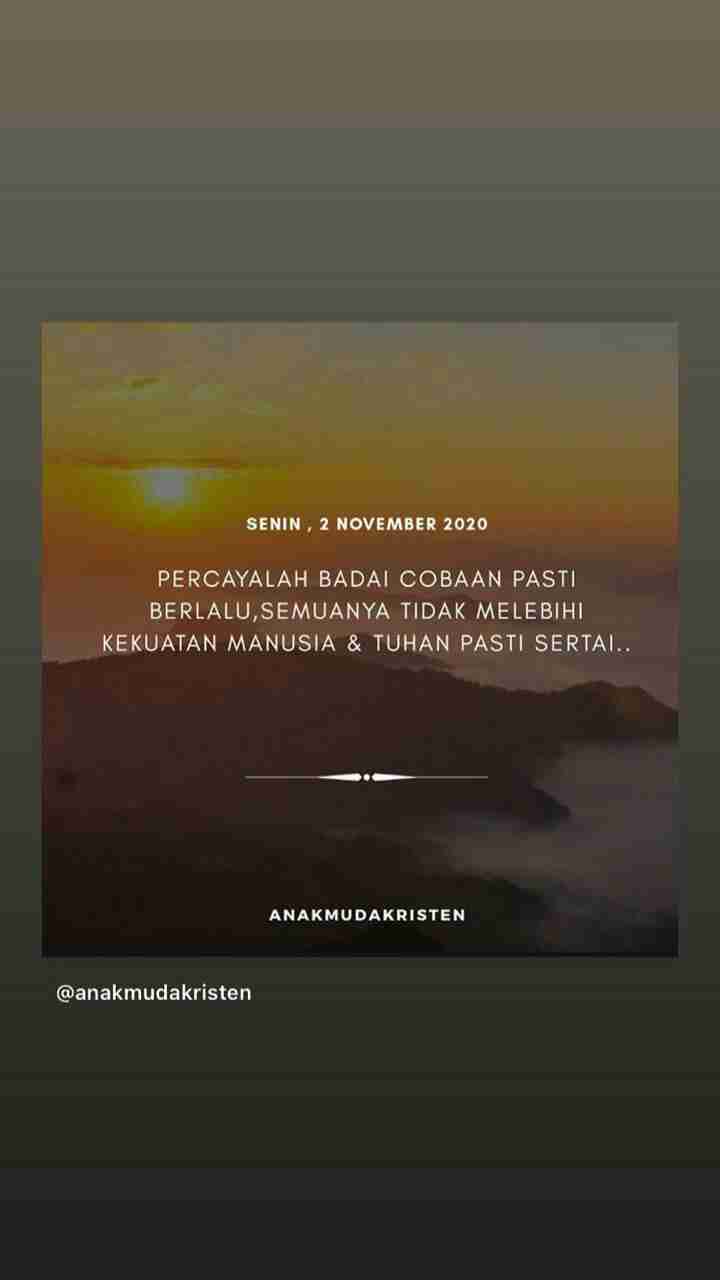 SENIN , 2 NOVEMBER 2020
PERCAYALAH BADAI COBAAN PASTI
BERLALU,SEMUANYA TIDAK MELEBIHI
KEKUATAN MANUSIA & TUHAN PASTI SERTAI..
ANAKMUDAKRISTEN
@anakmudakristen